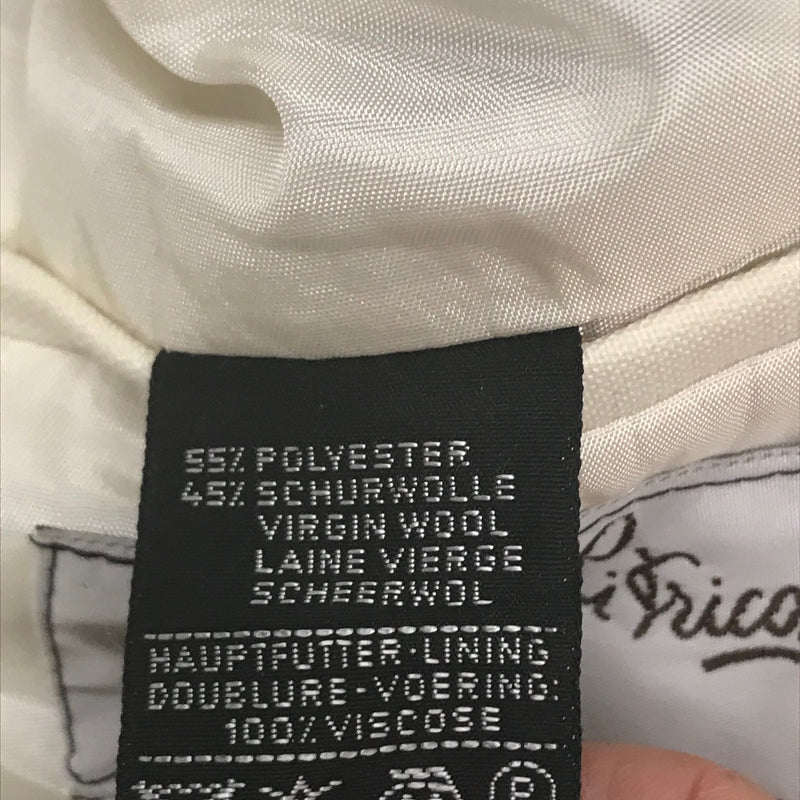 55% POLYESTER
45% SCHURWOLLE
VIRGIN WOOL
LAINE VIERGE
SCHEERWOL
HAUPTFUTTER·LINING
DOUBLURE-VOERING:
100% VISCOSE
P